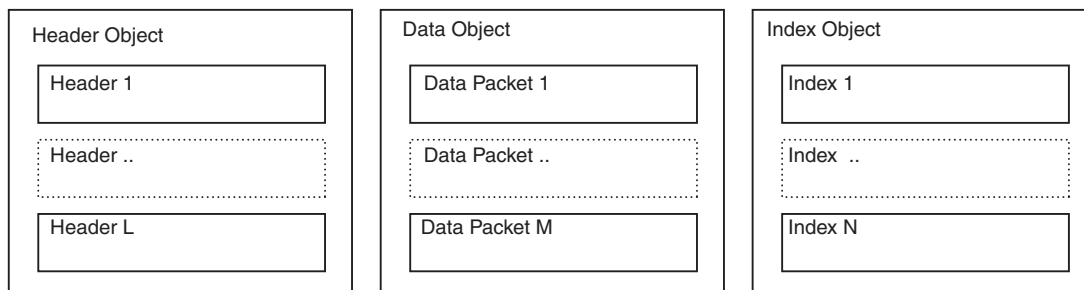 Header Object
Header 1
Header ..
Header L
Data Object
Data Packet 1
Data Packet ..
Data Packet M
Index Object
Index 1
Index ..
Index N